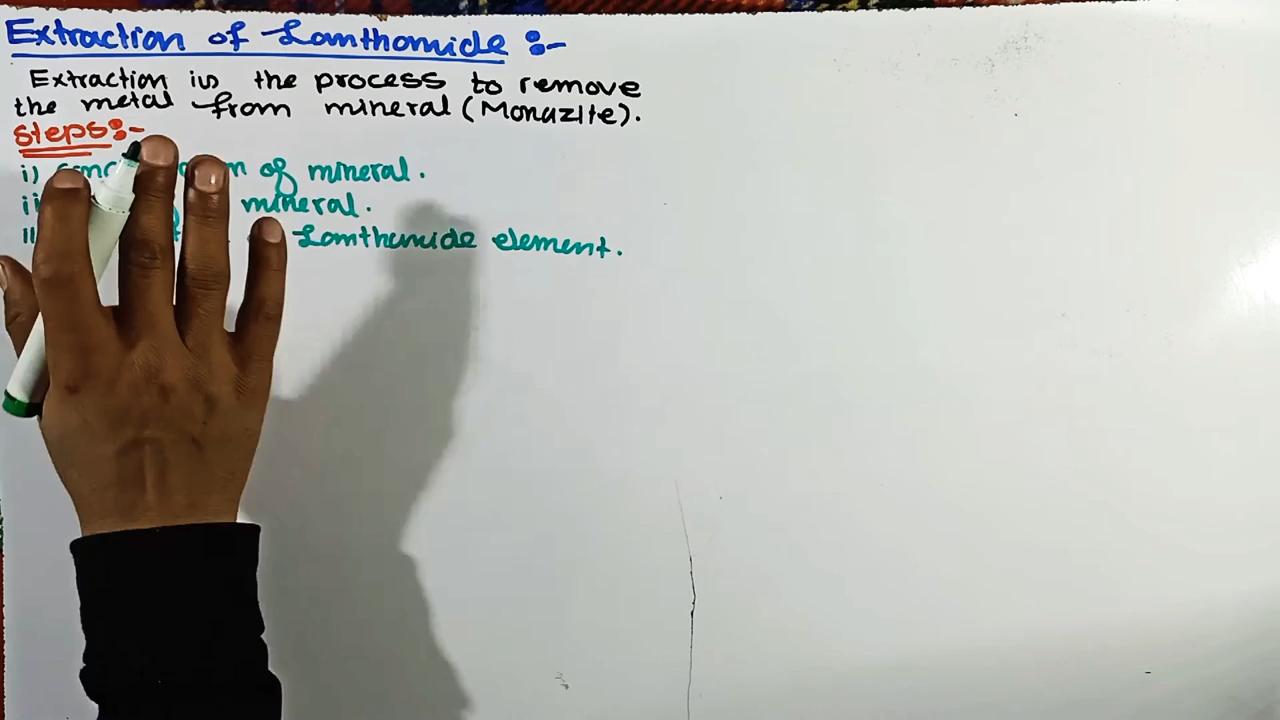 Extraction of Lanthanide :-
Extraction is the process to remove
the metal from mineral (Monazite).
Steps:-
i) of mineral.
mineral.
Lanthanide element.